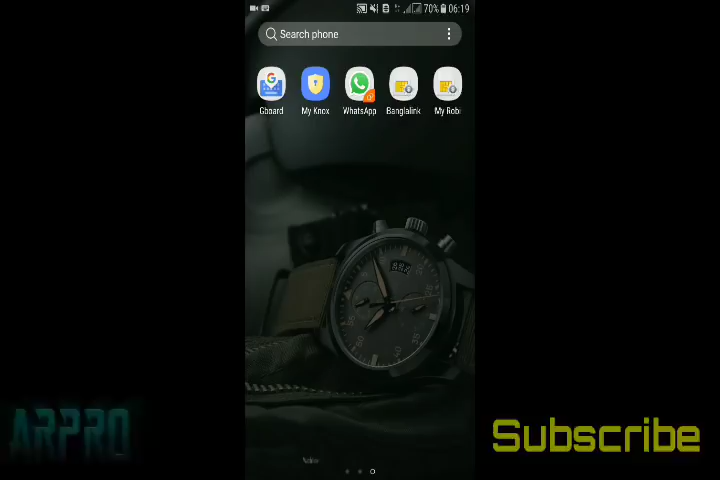 70% 06:19
Search phone
Gboard My Knox WhatsApp Banglalink My Robi
ARPRO
Subscribe